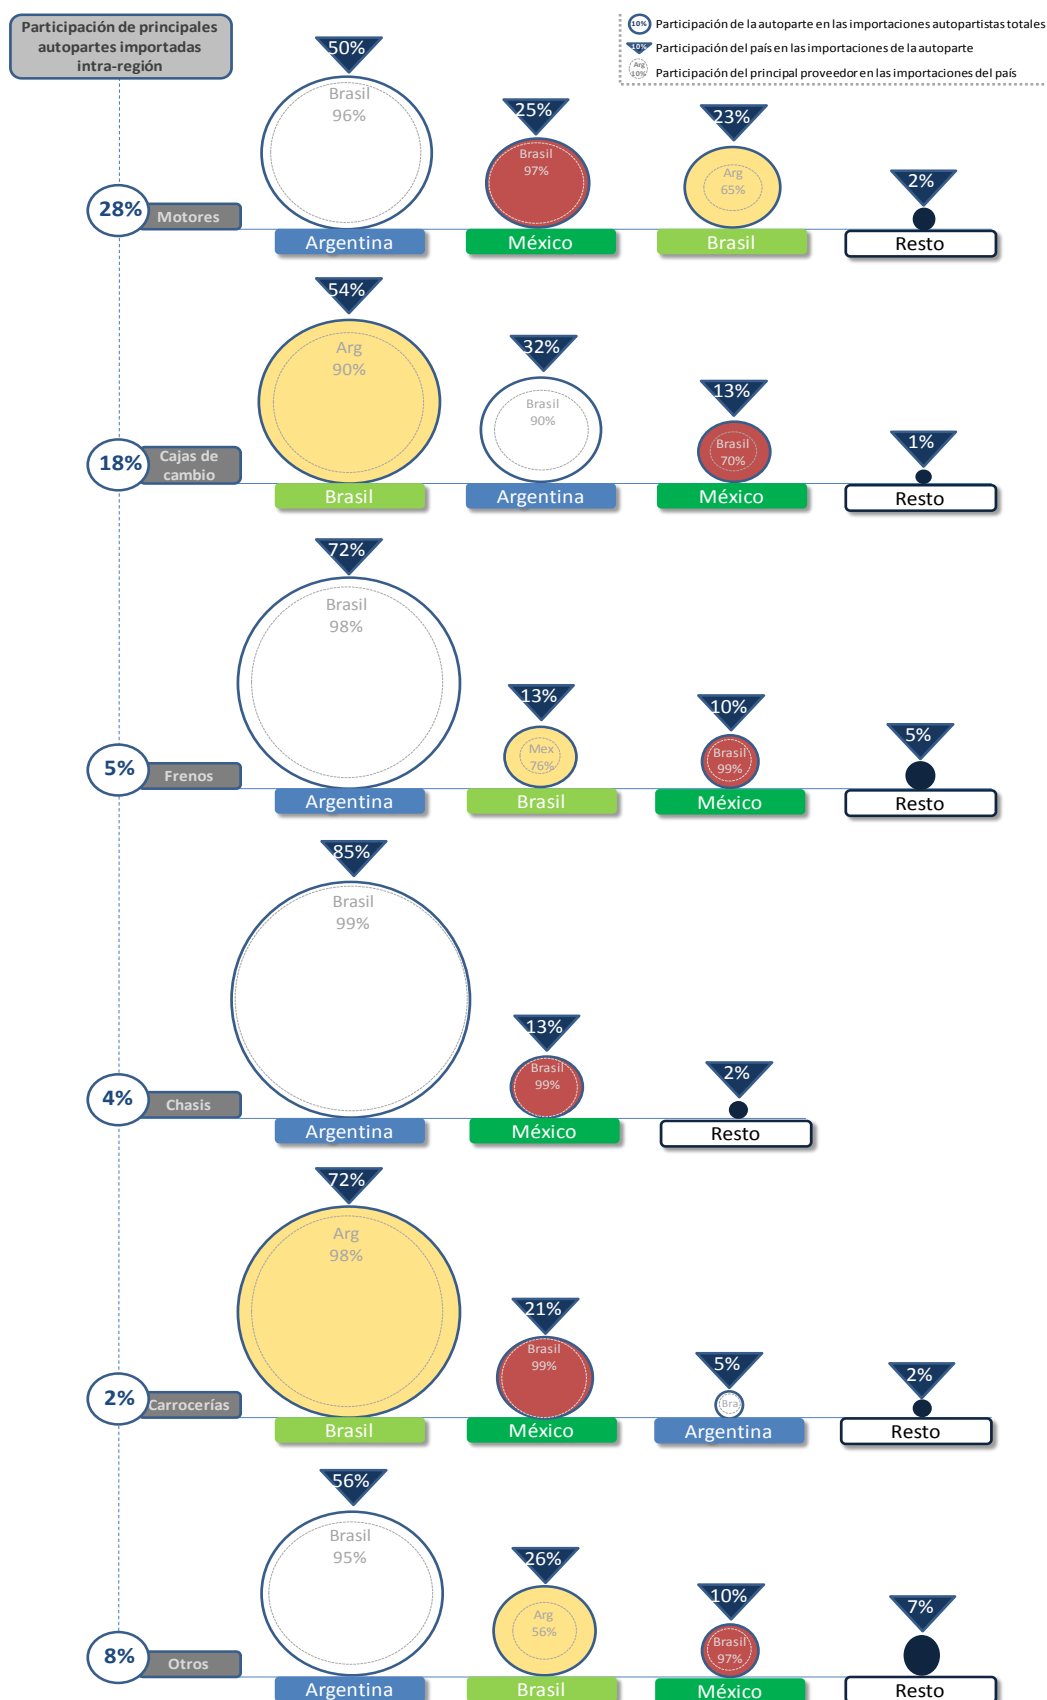 Participación de principales
autopartes importadas
intra-región
10% Participación de la autoparte en las importaciones autopartistas totales
10% Participación del país en las importaciones de la autoparte
Arg
10% Participación del principal proveedor en las importaciones del país
50%
Brasil
96%
25%
Brasil
97%
23%
Arg
65%
2%
28%
Motores
Argentina
México
Brasil
Resto
54%
Arg
90%
32%
Brasil
90%
13%
Brasil
70%
1%
18%
Cajas de
cambio
Brasil
Argentina
México
Resto
72%
Brasil
98%
13%
Mex
76%
10%
Brasil
99%
5%
5%
Frenos
Argentina
Brasil
México
Resto
85%
Brasil
99%
13%
Brasil
99%
2%
4%
Chasis
Argentina
México
Resto
72%
Arg
98%
21%
Brasil
99%
5%
Bra
2%
2%
Carrocerías
Brasil
México
Argentina
Resto
56%
Brasil
95%
26%
Arg
56%
10%
Brasil
97%
7%
8%
Otros
Argentina
Brasil
México
Resto